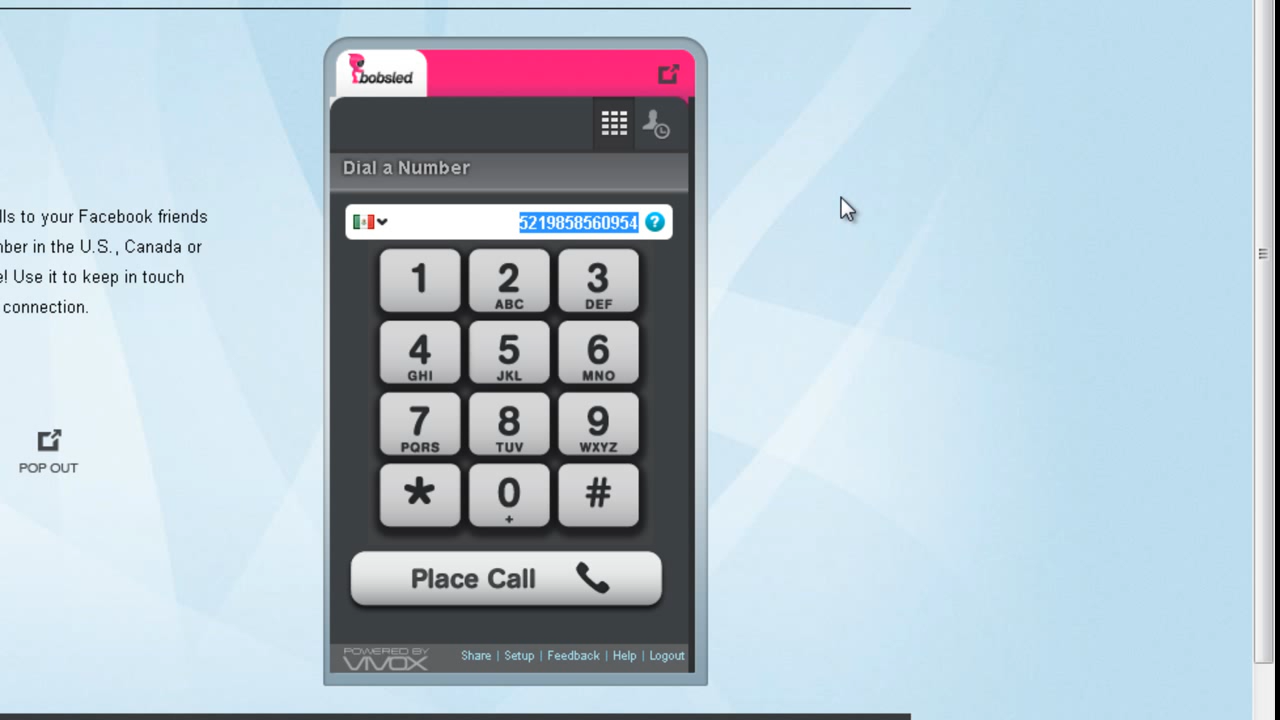 bobsled
Dial a Number
5219858560954 ?
lls to your Facebook friends
nber in the U.S., Canada or
e! Use it to keep in touch
connection.
1
2
ABC
3
DEF
4
GHI
5
JKL
6
MNO
7
PQRS
8
TUV
9
WXYZ
*
0
+
#
POP OUT
Place Call
POWERED BY
VIVOX
Share | Setup | Feedback | Help | Logout